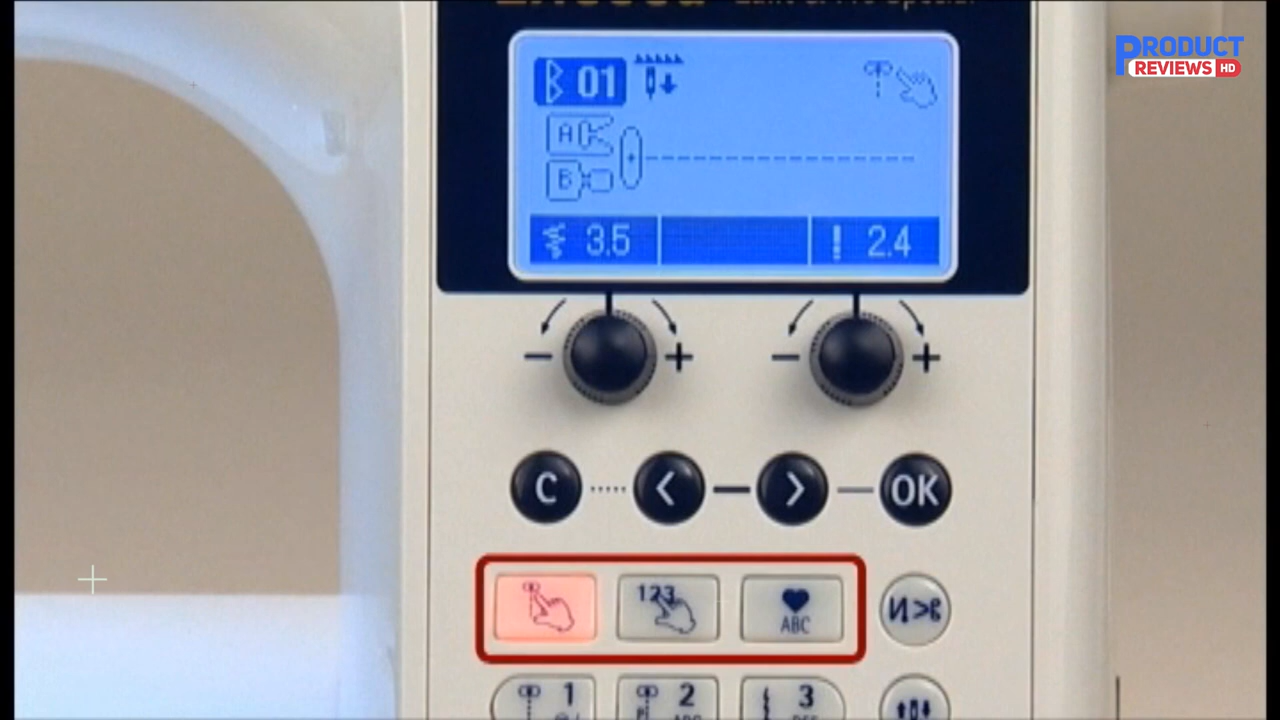 PRODUCT
REVIEWS HD
01
A
B
3.5
2.4
− + − +
C < > OK
123
ABC
1 2 3